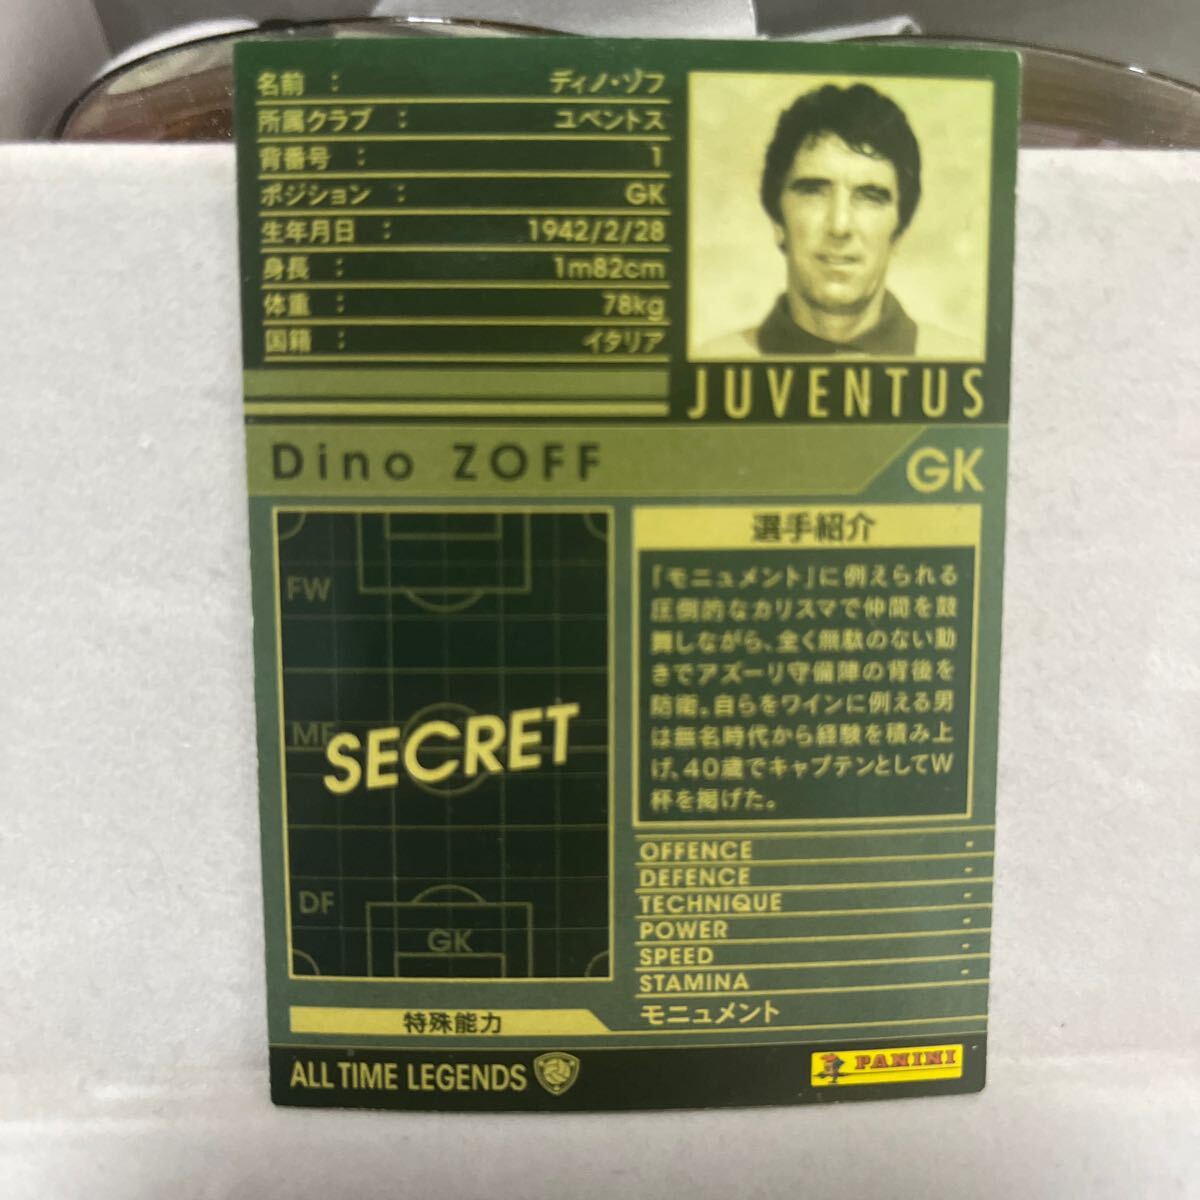 名前 : ディノ・ゾフ
所属クラブ : ユベントス
背番号 : 1
ポジション : GK
生年月日 : 1942/2/28
身長 : 1m82cm
体重 : 78kg
国籍 : イタリア
JUVENTUS
Dino ZOFF
GK
FW
MF
SECRET
DF
GK
選手紹介
「モニュメント」に例えられる
圧倒的なカリスマで仲間を鼓
舞しながら、全く無駄のない動
きでアズーリ守備陣の背後を
防衛。自らをワインに例える男
は無名時代から経験を積み上
げ、40歳でキャプテンとしてW
杯を掲げた。
OFFENCE -
DEFENCE -
TECHNIQUE -
POWER -
SPEED -
STAMINA -
特殊能力
モニュメント
ALL TIME LEGENDS
PANINI